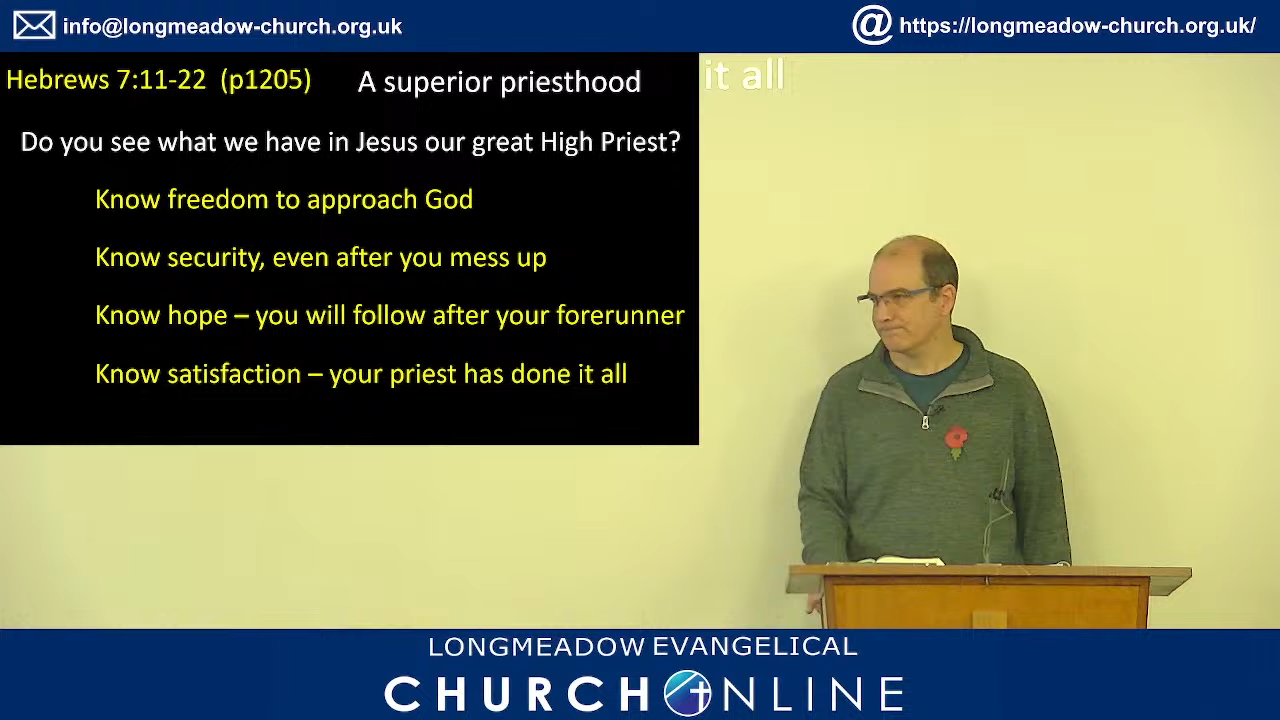 info@longmeadow-church.org.uk
@ https://longmeadow-church.org.uk/
Hebrews 7:11-22 (p1205) A superior priesthood
it all
Do you see what we have in Jesus our great High Priest?
Know freedom to approach God
Know security, even after you mess up
Know hope – you will follow after your forerunner
Know satisfaction – your priest has done it all
LONGMEADOW EVANGELICAL
CHURCH ONLINE